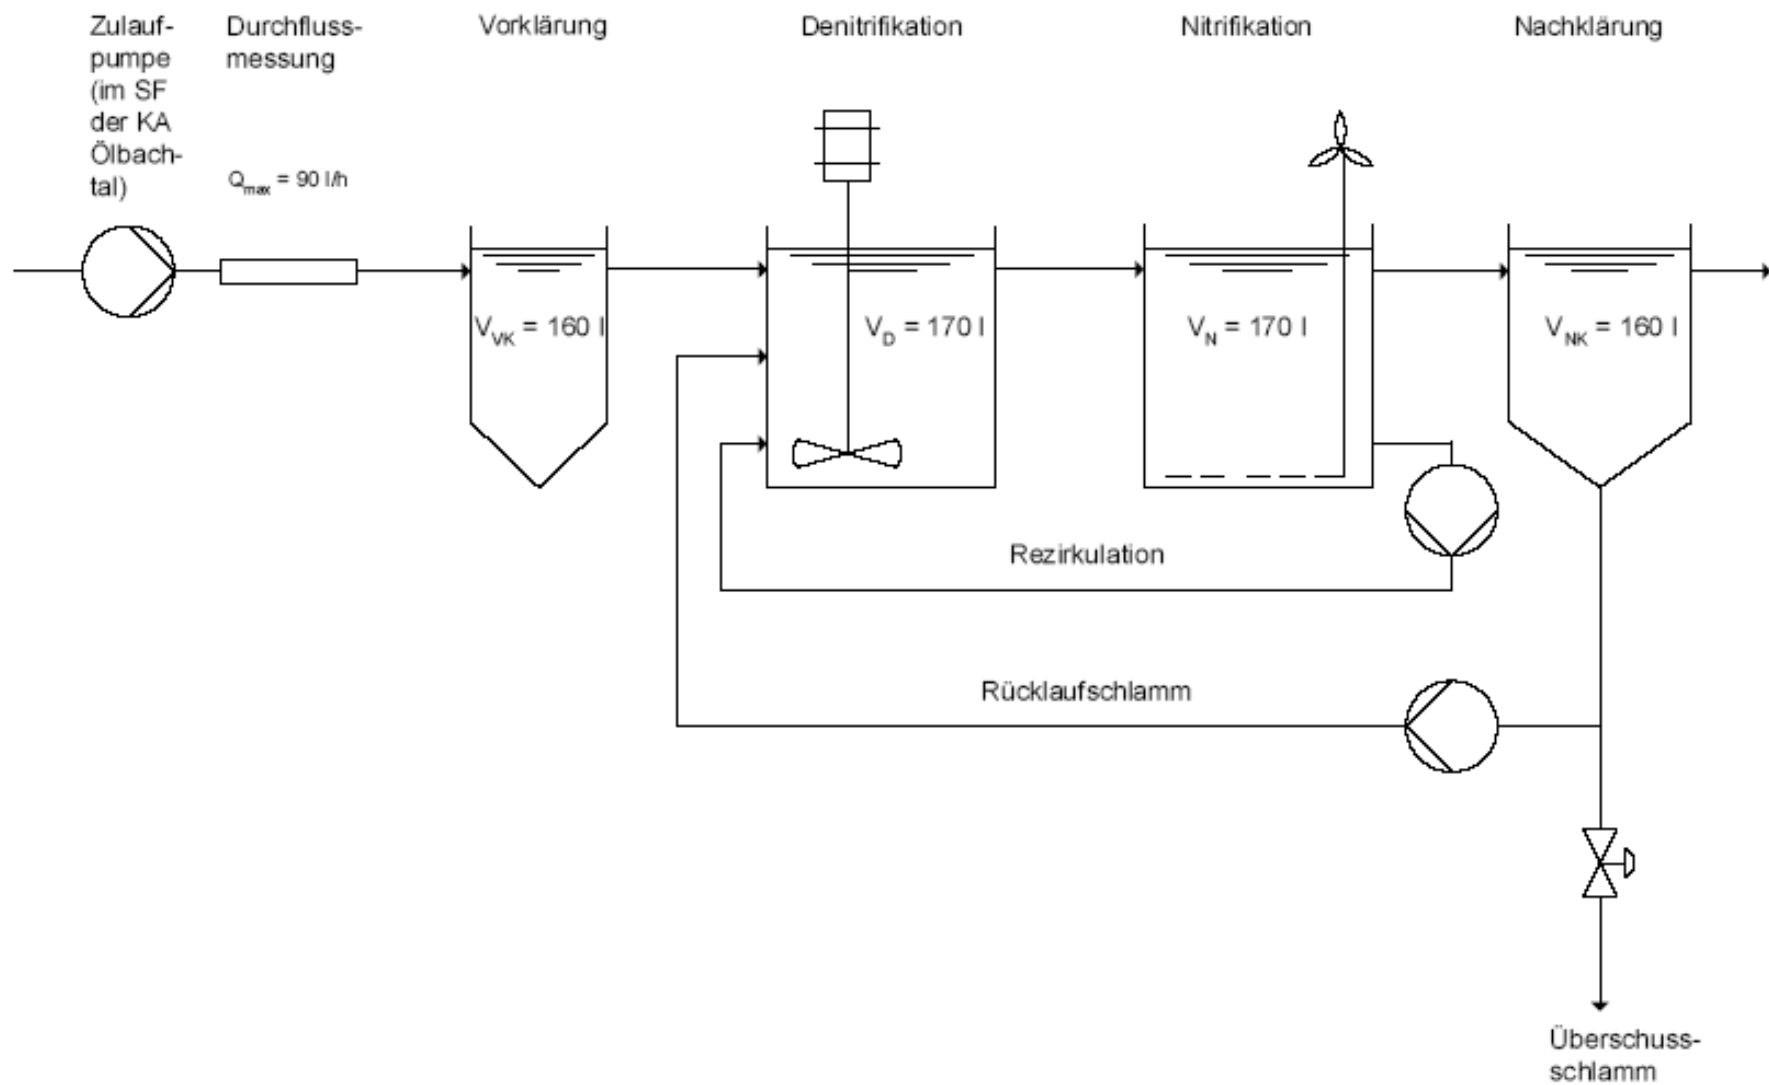 Zulauf-
pumpe
(im SF
der KA
Ölbach-
tal)
Durchfluss-
messung
Q_max = 90 l/h
Vorklärung
Denitrifikation
Nitrifikation
Nachklärung
V_VK = 160 l
V_D = 170 l
V_N = 170 l
V_NK = 160 l
Rezirkulation
Rücklaufschlamm
Überschuss-
schlamm